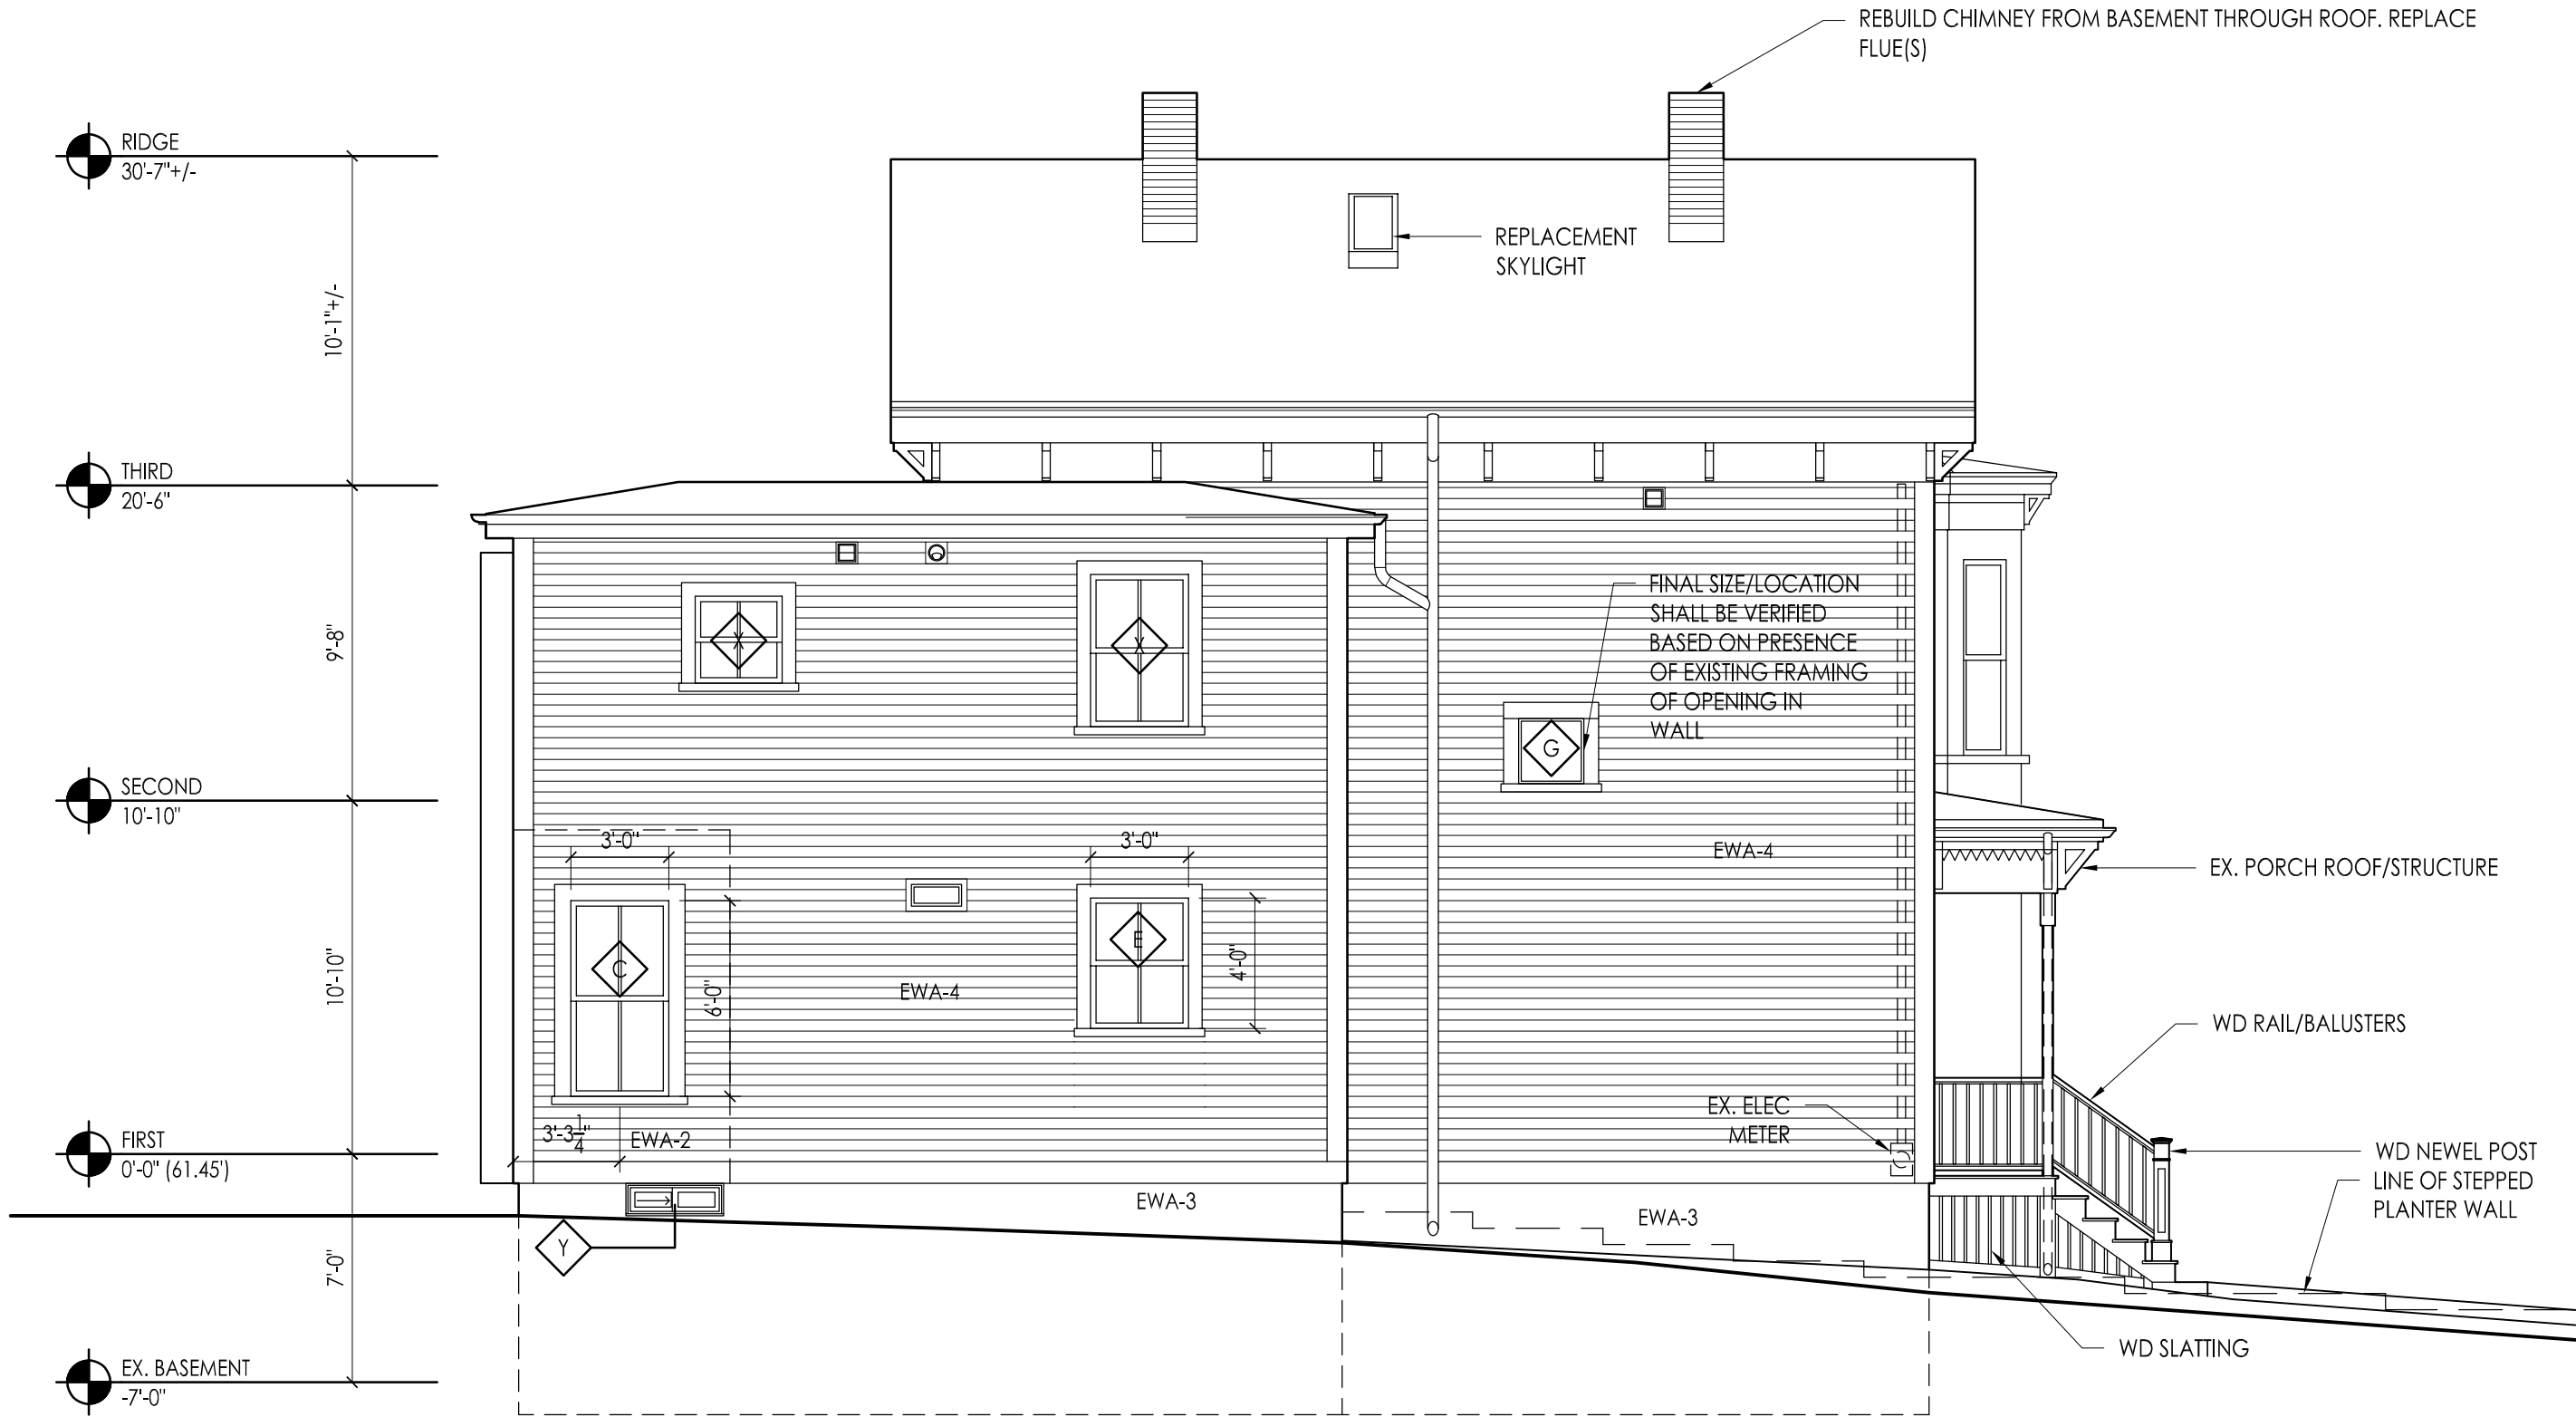 REBUILD CHIMNEY FROM BASEMENT THROUGH ROOF. REPLACE
FLUE(S)
RIDGE
30'-7"+/-
10'-1"+/-
REPLACEMENT
SKYLIGHT
THIRD
20'-6"
9'-8"
X
X
FINAL SIZE/LOCATION
SHALL BE VERIFIED
BASED ON PRESENCE
OF EXISTING FRAMING
OF OPENING IN
WALL
G
SECOND
10'-10"
3'-0"
3'-0"
EWA-4
EX. PORCH ROOF/STRUCTURE
10'-10"
C
6'-0"
EWA-4
E
4'-0"
WD RAIL/BALUSTERS
EX. ELEC
METER
FIRST
0'-0" (61.45')
3'-3 1/4"
EWA-2
WD NEWEL POST
LINE OF STEPPED
PLANTER WALL
EWA-3
EWA-3
Y
7'-0"
WD SLATTING
EX. BASEMENT
-7'-0"